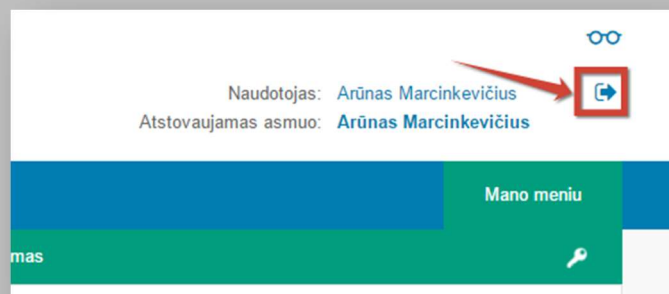 Naudotojas: Arūnas Marcinkevičius
Atstovaujamas asmuo: Arūnas Marcinkevičius
Mano meniu
mas